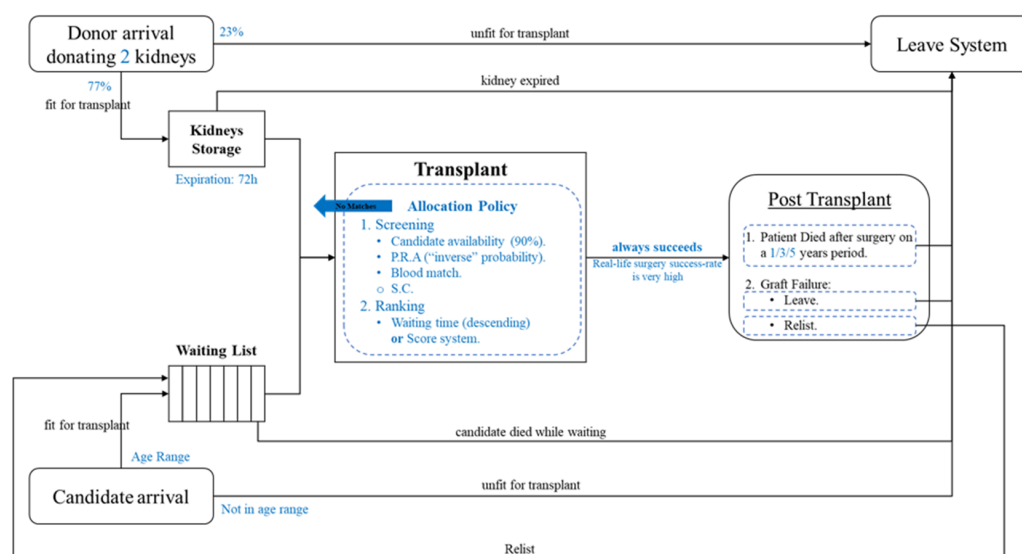 Donor arrival
donating 2 kidneys
23%
unfit for transplant
Leave System
77%
fit for transplant
kidney expired
Kidneys
Storage
Expiration: 72h
Transplant
No Matches
Allocation Policy
1. Screening
• Candidate availability (90%).
• P.R.A (“inverse” probability).
• Blood match.
○ S.C.
2. Ranking
• Waiting time (descending)
or Score system.
always succeeds
Real-life surgery success-rate
is very high
Post Transplant
1. Patient Died after surgery on
a 1/3/5 years period.
2. Graft Failure:
• Leave.
• Relist.
Waiting List
fit for transplant
candidate died while waiting
Age Range
Candidate arrival
unfit for transplant
Not in age range
Relist